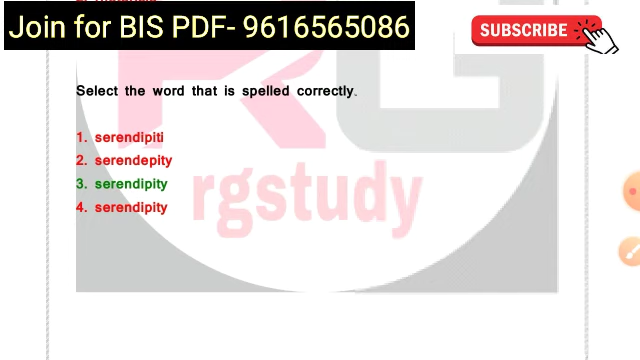 Join for BIS PDF- 9616565086
SUBSCRIBE
Select the word that is spelled correctly.
1. serendipiti
2. serendepity
3. serendipity
4. serendipity
RG
rgstudy